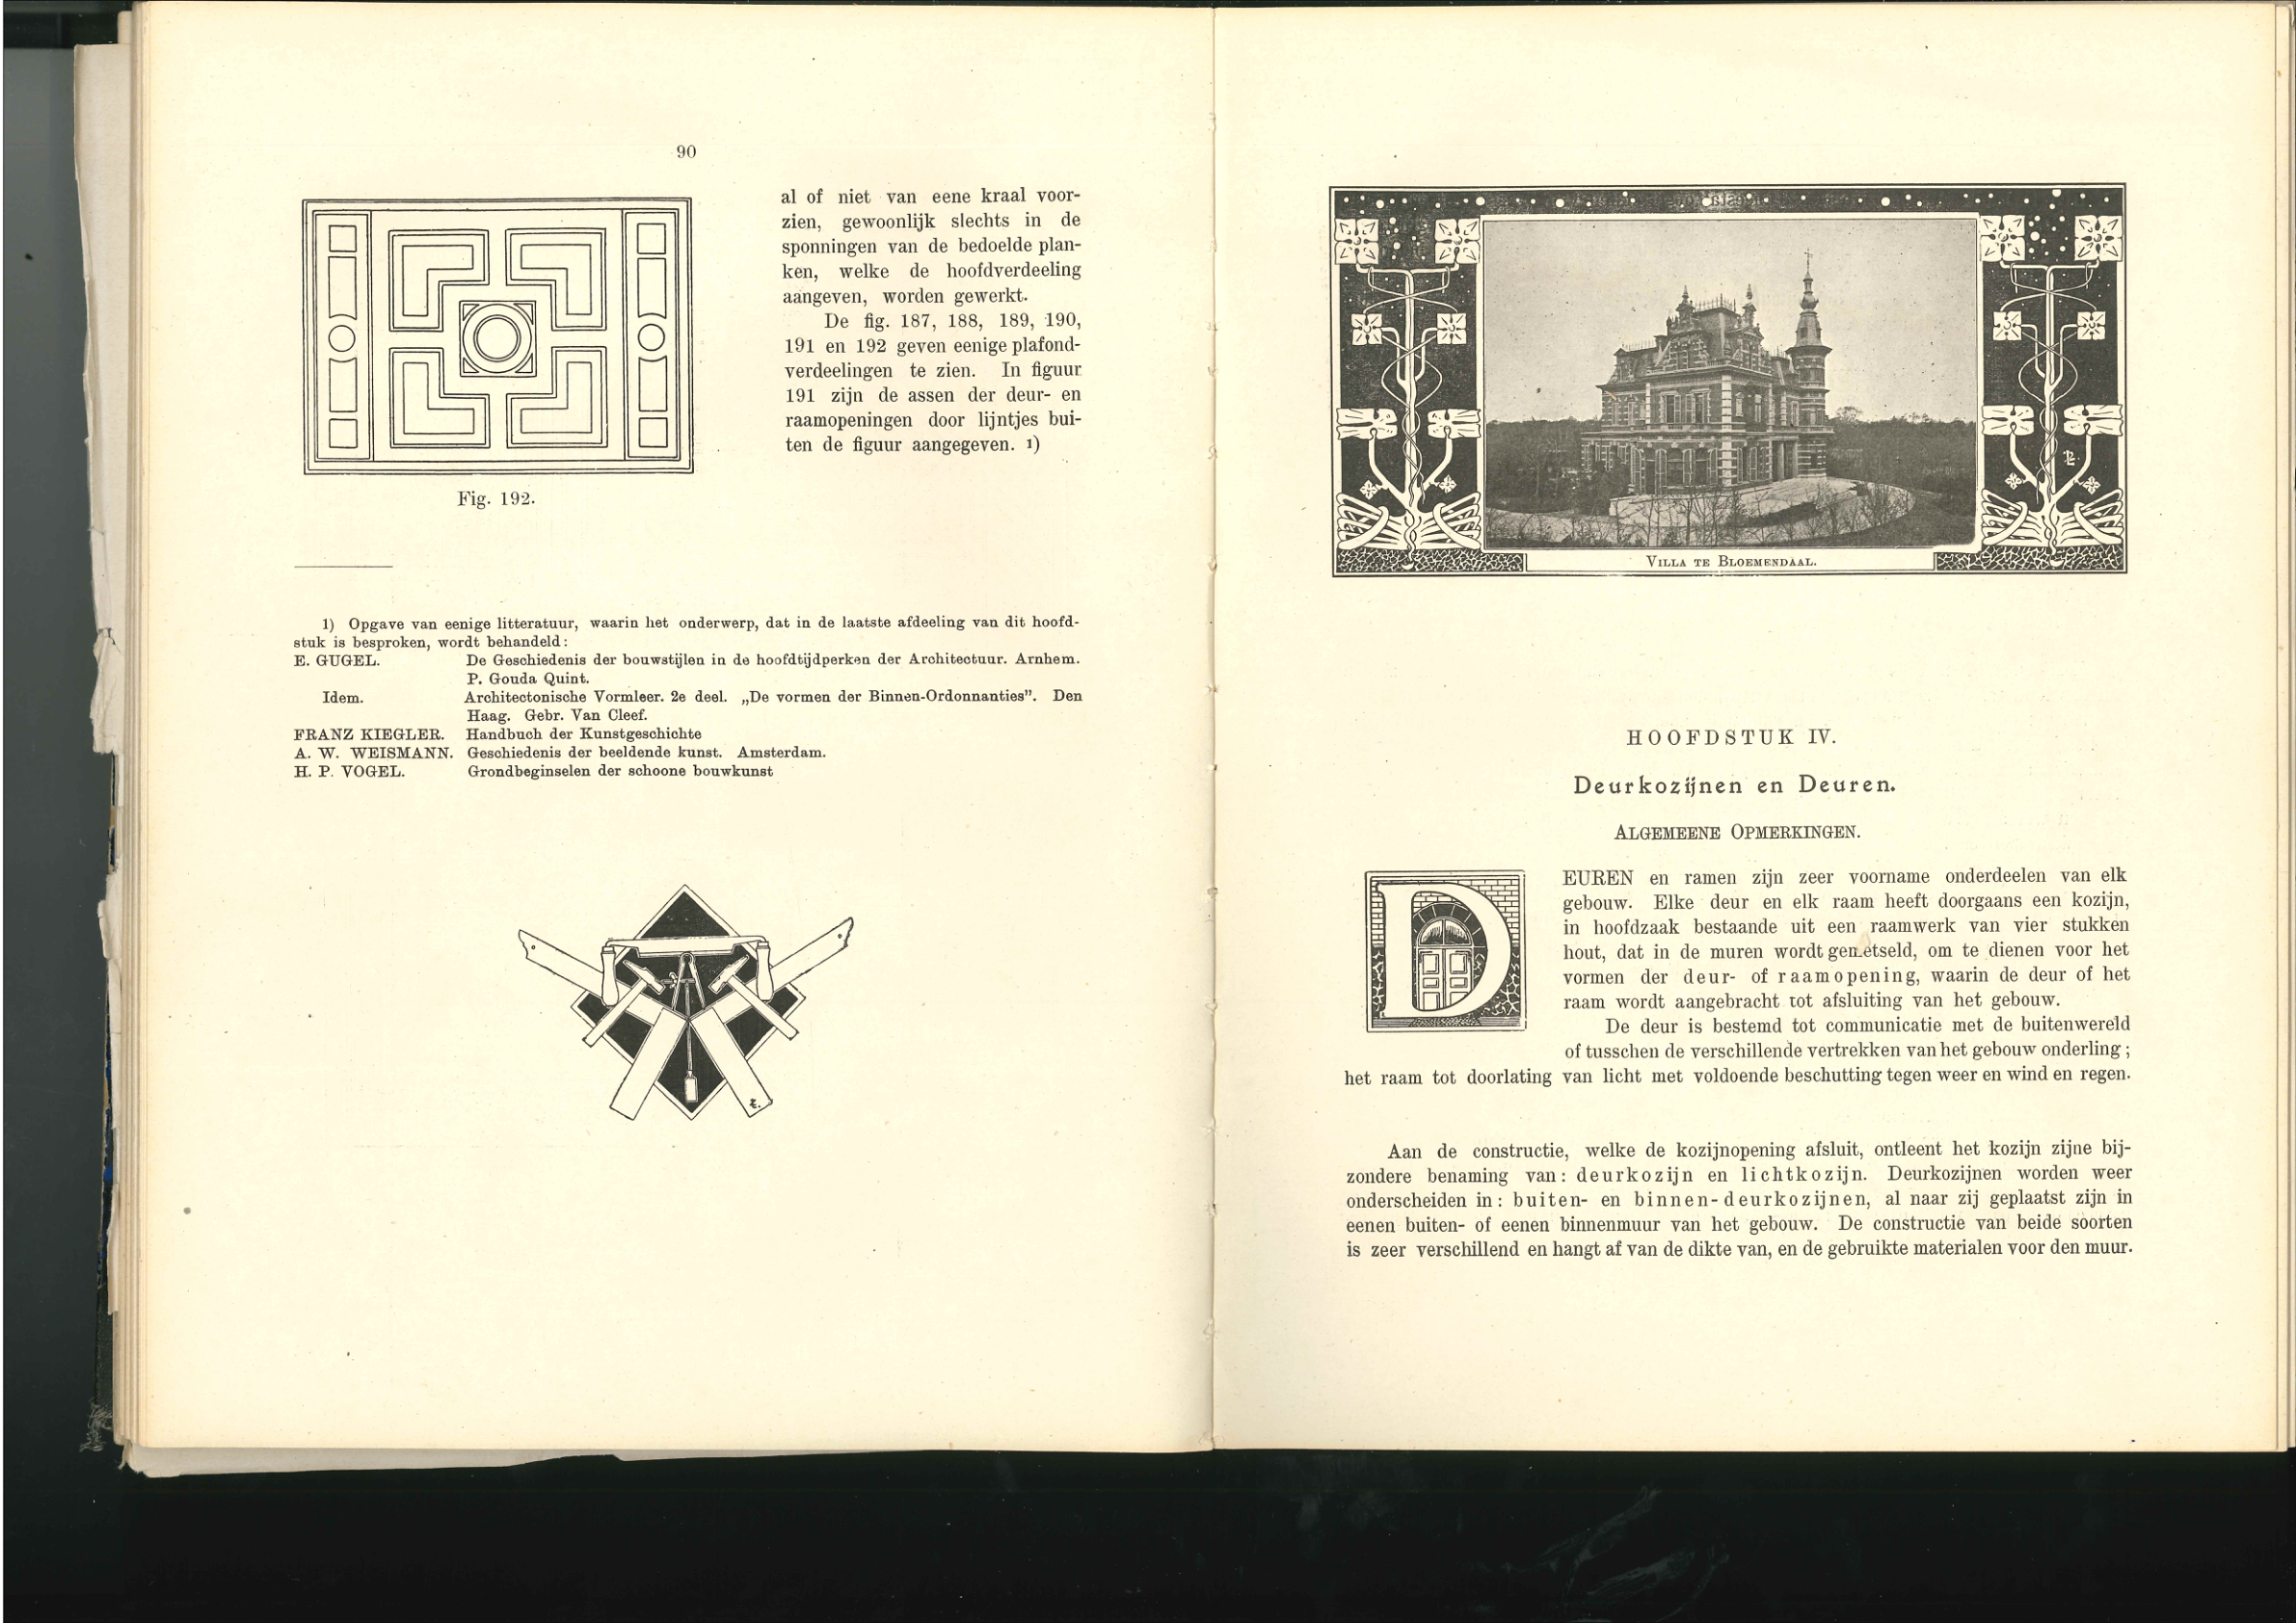 90
al of niet van eene kraal voor-
zien, gewoonlijk slechts in de
sponningen van de bedoelde plan-
ken, welke de hoofdverdeeling
aangeven, worden gewerkt.
De fig. 187, 188, 189, 190,
191 en 192 geven eenige plafond-
verdeelingen te zien. In figuur
191 zijn de assen der deur- en
raamopeningen door lijntjes bui-
ten de figuur aangegeven. 1)
Fig. 192.
1) Opgave van eenige litteratuur, waarin het onderwerp, dat in de laatste afdeeling van dit hoofd-
stuk is besproken, wordt behandeld:
E. GUGEL. De Geschiedenis der bouwstijlen in de hoofdtijdperken der Architectuur. Arnhem.
P. Gouda Quint.
Idem. Architectonische Vormleer. 2e deel. „De vormen der Binnen-Ordonnanties”. Den
Haag. Gebr. Van Cleef.
FRANZ KIEGLER. Handbuch der Kunstgeschichte
A. W. WEISMANN. Geschiedenis der beeldende kunst. Amsterdam.
H. P. VOGEL. Grondbeginselen der schoone bouwkunst
VILLA TE BLOEMENDAAL.
HOOFDSTUK IV.
Deurkozijnen en Deuren.
ALGEMEENE OPMERKINGEN.
DEUREN en ramen zijn zeer voorname onderdeelen van elk
gebouw. Elke deur en elk raam heeft doorgaans een kozijn,
in hoofdzaak bestaande uit een raamwerk van vier stukken
hout, dat in de muren wordt gemetseld, om te dienen voor het
vormen der deur- of raamopening, waarin de deur of het
raam wordt aangebracht tot afsluiting van het gebouw.
De deur is bestemd tot communicatie met de buitenwereld
of tusschen de verschillende vertrekken van het gebouw onderling;
het raam tot doorlating van licht met voldoende beschutting tegen weer en wind en regen.
Aan de constructie, welke de kozijnopening afsluit, ontleent het kozijn zijne bij-
zondere benaming van: deurkozijn en lichtkozijn. Deurkozijnen worden weer
onderscheiden in: buiten- en binnen-deurkozijnen, al naar zij geplaatst zijn in
eenen buiten- of eenen binnenmuur van het gebouw. De constructie van beide soorten
is zeer verschillend en hangt af van de dikte van, en de gebruikte materialen voor den muur.